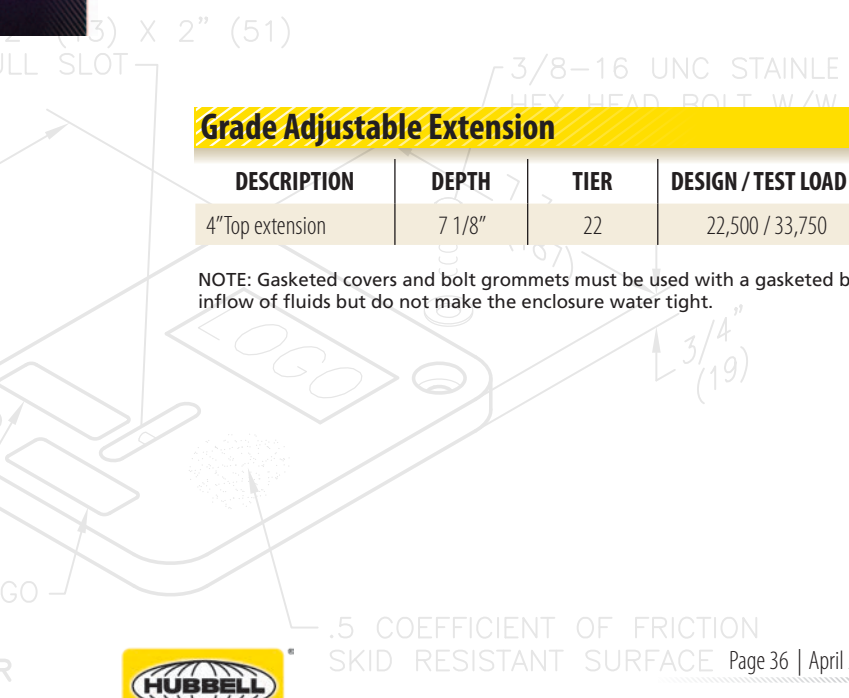 (13) X 2" (51)
SLOT
3/8-16 UNC
HEX HEAD BOLT W/W
Grade Adjustable Extension
DESCRIPTION DEPTH TIER DESIGN / TEST LOAD
4"Top extension 7 1/8" 22 22,500 / 33,750
NOTE: Gasketed covers and bolt grommets must be used with a gasketed
inflow of fluids but do not make the enclosure water tight.
LOGO
3/4"
(19)
.5 COEFFICIENT OF FRICTION
SKID RESISTANT SURFACE
Page 36 | April
HUBBELL
®